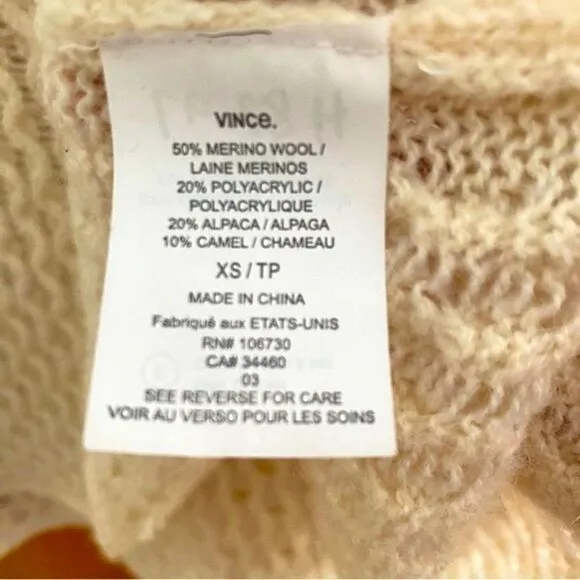 VINCe.
50% MERINO WOOL /
LAINE MERINOS
20% POLYACRYLIC /
POLYACRYLIQUE
20% ALPACA / ALPAGA
10% CAMEL / CHAMEAU
XS / TP
MADE IN CHINA
Fabriqué aux ETATS-UNIS
RN# 106730
CA# 34460
03
SEE REVERSE FOR CARE
VOIR AU VERSO POUR LES SOINS